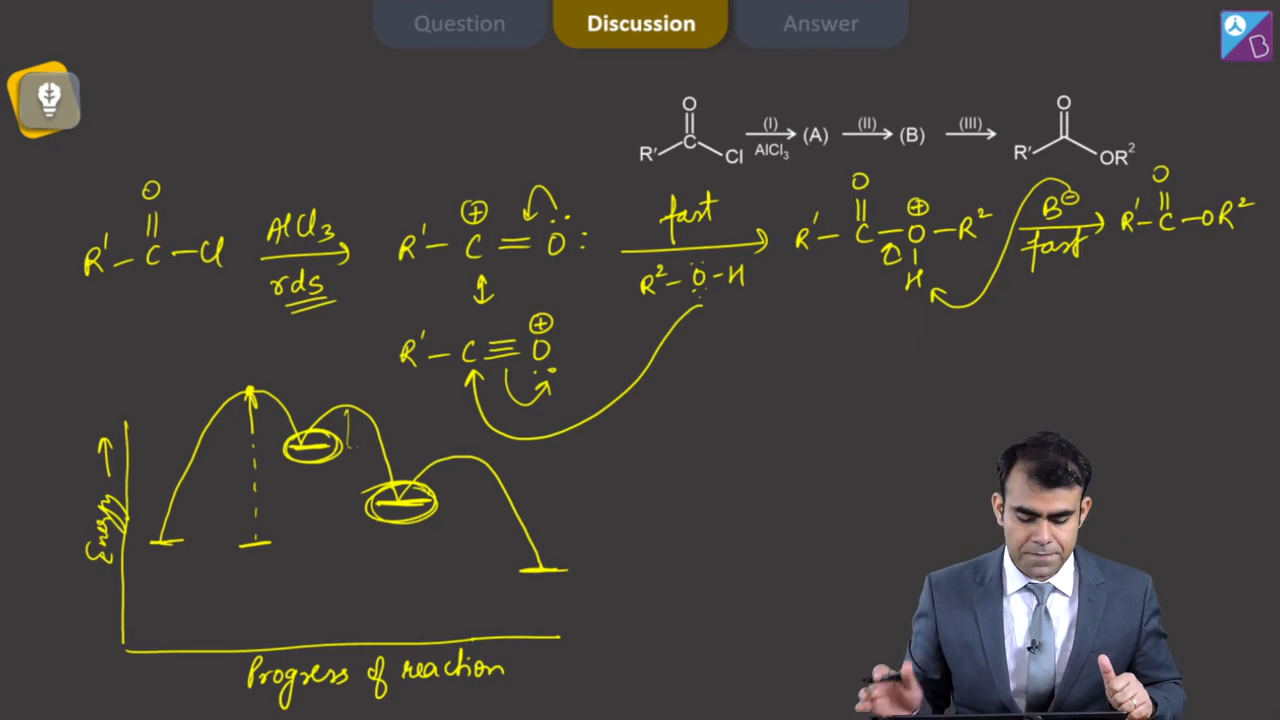 Question Discussion Answer
O
R' C Cl (I) AlCl₃ (A) (II) (B) (III) R' O OR²
O
R' – C – Cl AlCl₃ rds R' – C = O : ⊕ fast R² – O – H R' – C – O – R² O ⊕ H B⊖ fast R' – C – OR² O
R' – C ≡ O ⊕
Energy
Progress of reaction
B